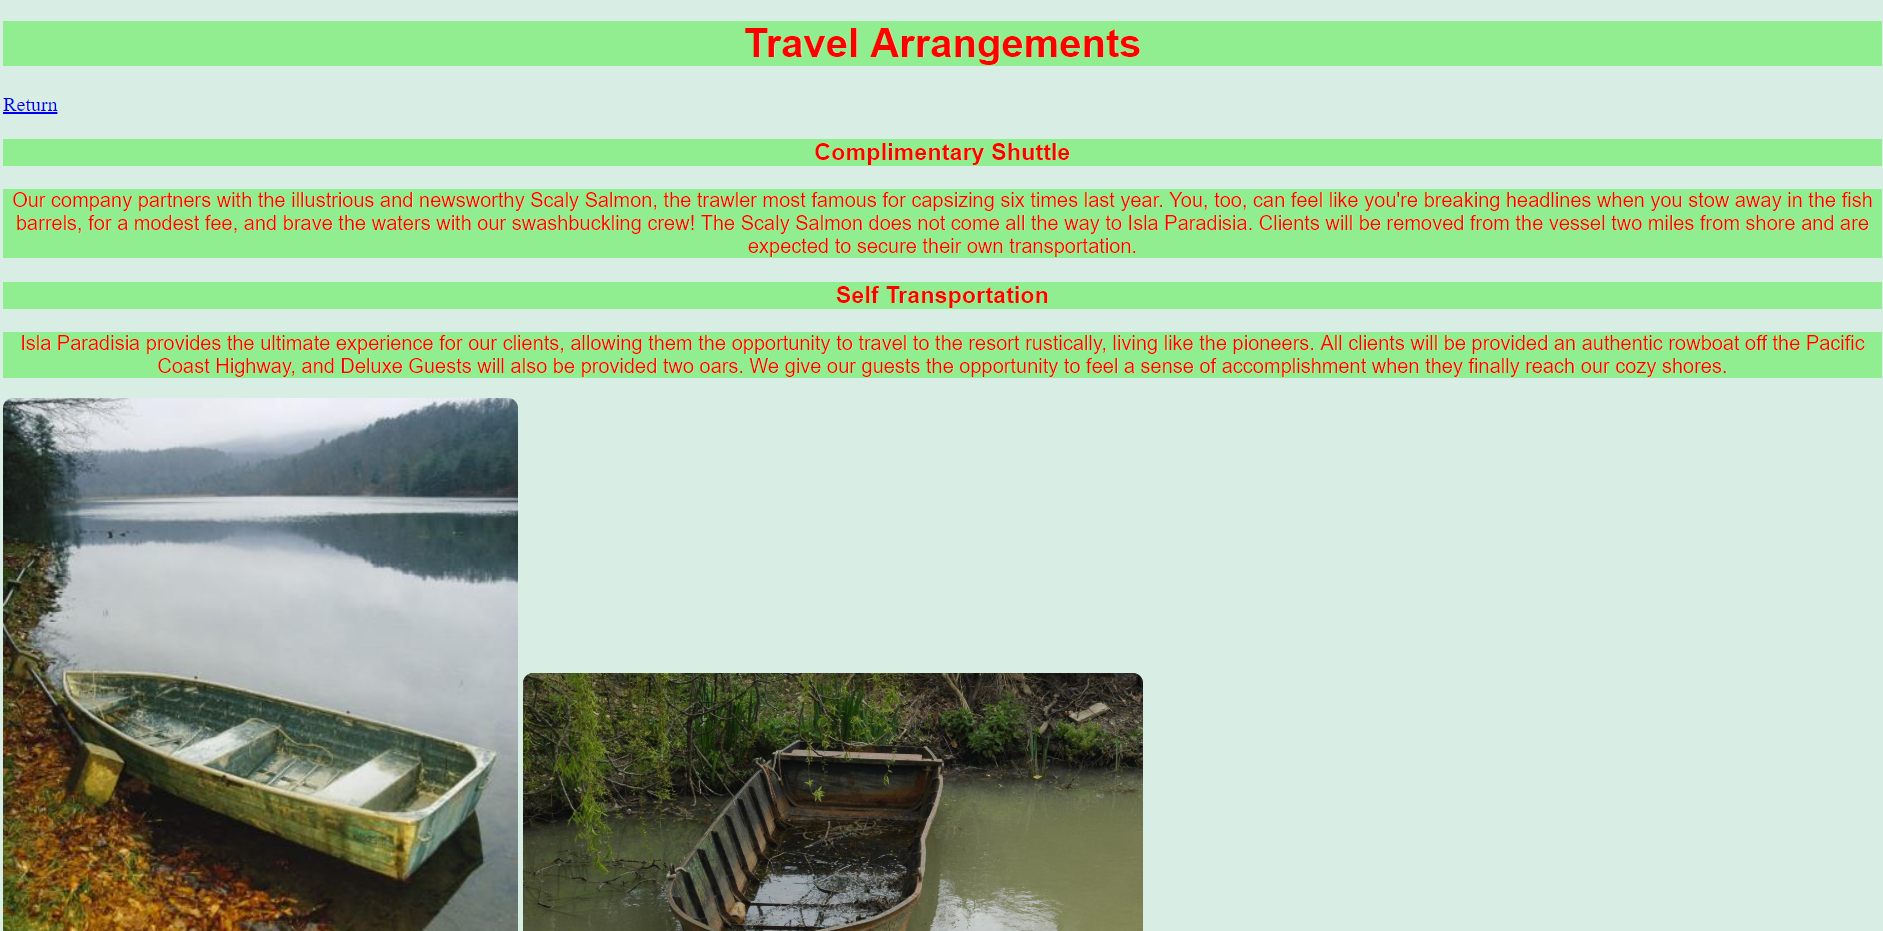 Travel Arrangements
Return
Complimentary Shuttle
Our company partners with the illustrious and newsworthy Scaly Salmon, the trawler most famous for capsizing six times last year. You, too, can feel like you're breaking headlines when you stow away in the fish
barrels, for a modest fee, and brave the waters with our swashbuckling crew! The Scaly Salmon does not come all the way to Isla Paradisia. Clients will be removed from the vessel two miles from shore and are
expected to secure their own transportation.
Self Transportation
Isla Paradisia provides the ultimate experience for our clients, allowing them the opportunity to travel to the resort rustically, living like the pioneers. All clients will be provided an authentic rowboat off the Pacific
Coast Highway, and Deluxe Guests will also be provided two oars. We give our guests the opportunity to feel a sense of accomplishment when they finally reach our cozy shores.